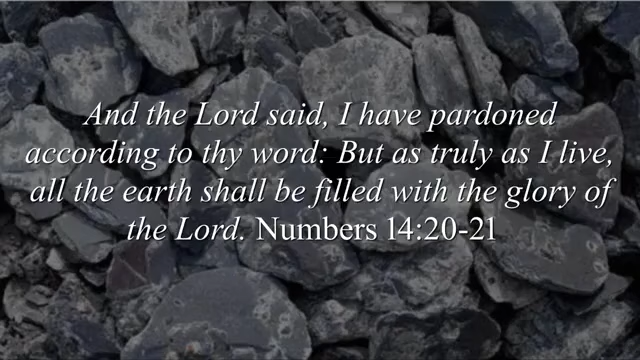 And the Lord said, I have pardoned
according to thy word: But as truly as I live,
all the earth shall be filled with the glory of
the Lord. Numbers 14:20-21